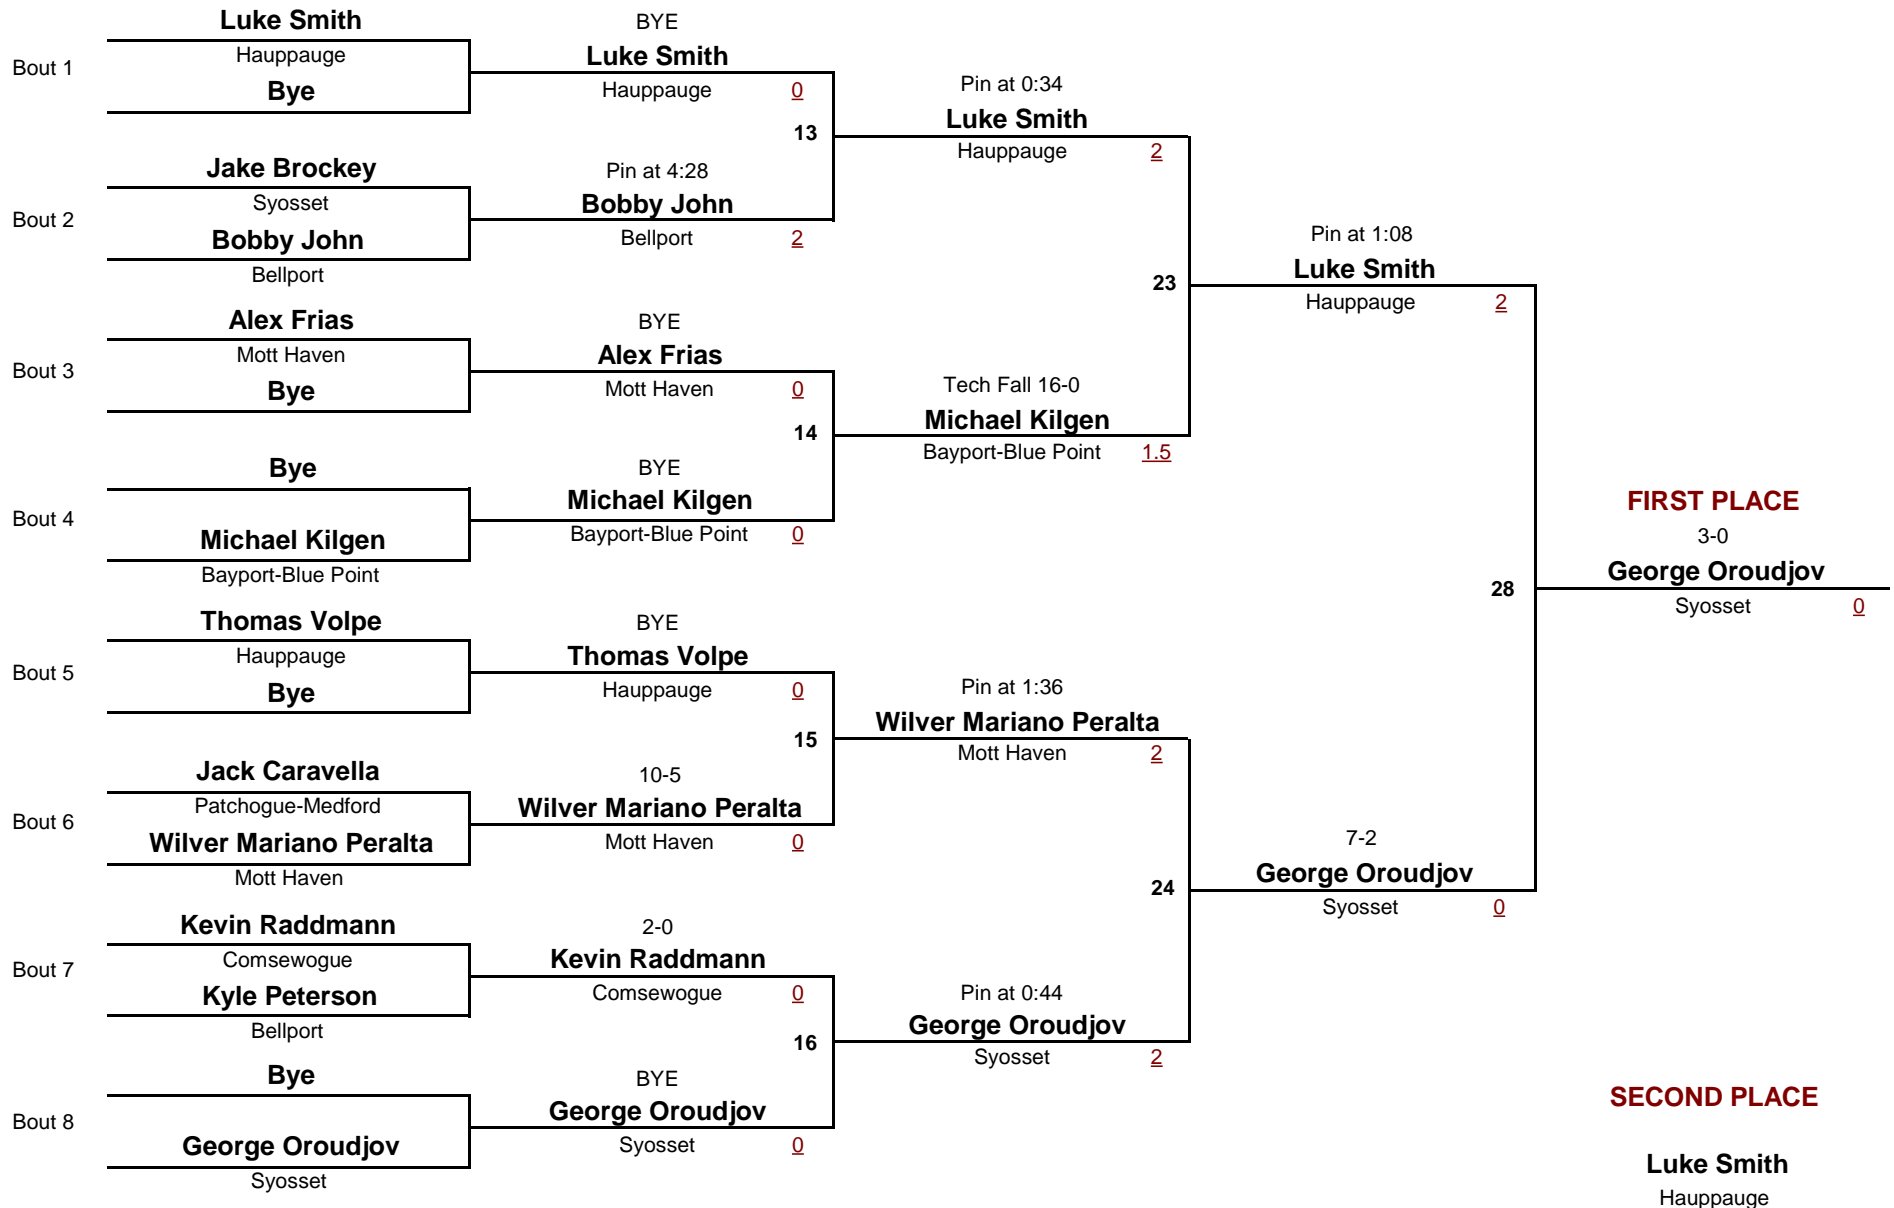 Luke Smith
Bout 1
Hauppauge
Bye
Jake Brockey
Bout 2
Syosset
Bobby John
Bellport
Alex Frias
Bout 3
Mott Haven
Bye
Bye
Bout 4
Michael Kilgen
Bayport-Blue Point
Thomas Volpe
Bout 5
Hauppauge
Bye
Jack Caravella
Bout 6
Patchogue-Medford
Wilver Mariano Peralta
Mott Haven
Kevin Raddmann
Bout 7
Comsewogue
Kyle Peterson
Bellport
Bye
Bout 8
George Oroudjov
Syosset
BYE
Luke Smith
Hauppauge 0
13
Pin at 4:28
Bobby John
Bellport 2
BYE
Alex Frias
Mott Haven 0
14
BYE
Michael Kilgen
Bayport-Blue Point 0
BYE
Thomas Volpe
Hauppauge 0
15
10-5
Wilver Mariano Peralta
Mott Haven 0
2-0
Kevin Raddmann
Comsewogue 0
16
BYE
George Oroudjov
Syosset 0
Pin at 0:34
Luke Smith
Hauppauge 2
23
Tech Fall 16-0
Michael Kilgen
Bayport-Blue Point 1.5
Pin at 1:36
Wilver Mariano Peralta
Mott Haven 2
24
Pin at 0:44
George Oroudjov
Syosset 2
Pin at 1:08
Luke Smith
Hauppauge 2
28
7-2
George Oroudjov
Syosset 0
FIRST PLACE
3-0
George Oroudjov
Syosset 0
SECOND PLACE
Luke Smith
Hauppauge